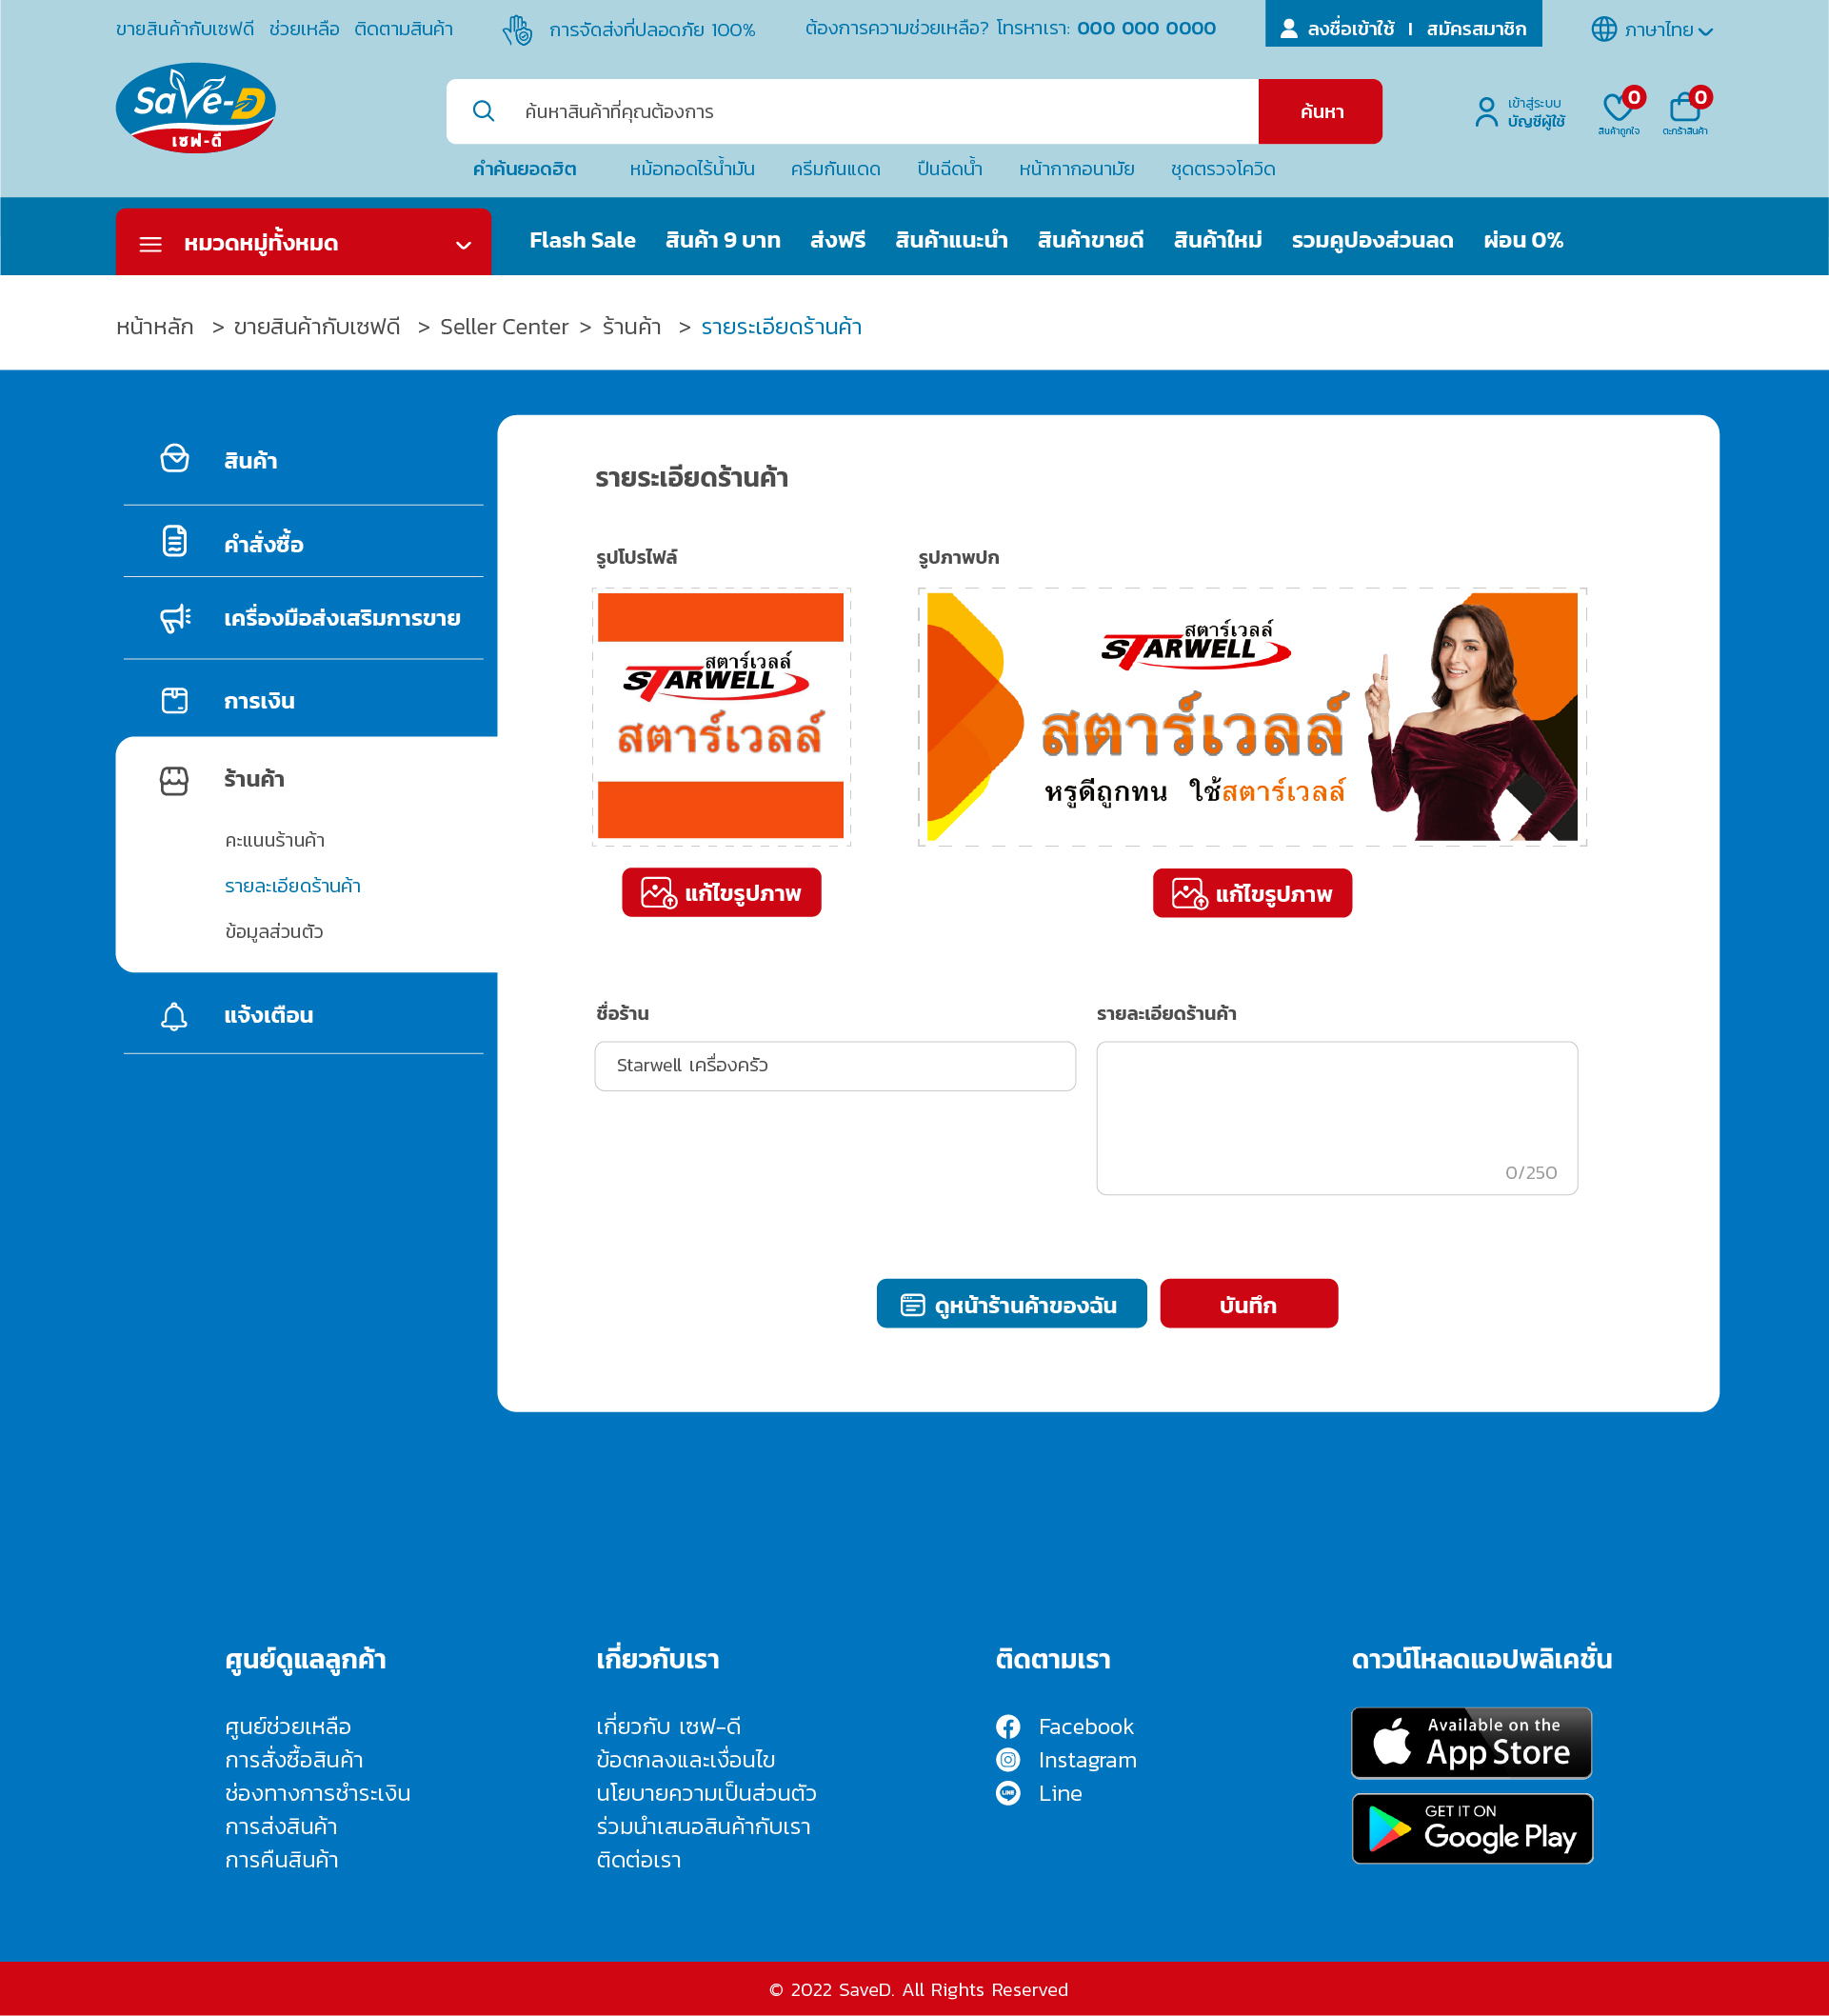 ขายสินค้ากับเซฟดี ช่วยเหลือ ติดตามสินค้า การจัดส่งที่ปลอดภัย 100% ต้องการความช่วยเหลือ? โทรหาเรา: 000 000 0000 ลงชื่อเข้าใช้ I สมัครสมาชิก ภาษาไทย
SaVe-D
เซฟ-ดี
ค้นหาสินค้าที่คุณต้องการ ค้นหา
เข้าสู่ระบบ
บัญชีผู้ใช้
0 0
สินค้าถูกใจ ตะกร้าสินค้า
คำค้นยอดฮิต หม้อทอดไร้น้ำมัน ครีมกันแดด ปืนฉีดน้ำ หน้ากากอนามัย ชุดตรวจโควิด
หมวดหมู่ทั้งหมด Flash Sale สินค้า 9 บาท ส่งฟรี สินค้าแนะนำ สินค้าขายดี สินค้าใหม่ รวมคูปองส่วนลด ผ่อน 0%
หน้าหลัก > ขายสินค้ากับเซฟดี > Seller Center > ร้านค้า > รายระเอียดร้านค้า
สินค้า
คำสั่งซื้อ
เครื่องมือส่งเสริมการขาย
การเงิน
ร้านค้า
คะแนนร้านค้า
รายละเอียดร้านค้า
ข้อมูลส่วนตัว
แจ้งเตือน
รายระเอียดร้านค้า
รูปโปรไฟล์ รูปภาพปก
สตาร์เวลล์
STARWELL
สตาร์เวลล์
สตาร์เวลล์
STARWELL
สตาร์เวลล์
หรูดีถูกทน ใช้สตาร์เวลล์
แก้ไขรูปภาพ แก้ไขรูปภาพ
ชื่อร้าน รายละเอียดร้านค้า
Starwell เครื่องครัว
0/250
ดูหน้าร้านค้าของฉัน บันทึก
ศูนย์ดูแลลูกค้า
ศูนย์ช่วยเหลือ
การสั่งซื้อสินค้า
ช่องทางการชำระเงิน
การส่งสินค้า
การคืนสินค้า
เกี่ยวกับเรา
เกี่ยวกับ เซฟ-ดี
ข้อตกลงและเงื่อนไข
นโยบายความเป็นส่วนตัว
ร่วมนำเสนอสินค้ากับเรา
ติดต่อเรา
ติดตามเรา
Facebook
Instagram
LINE Line
ดาวน์โหลดแอปพลิเคชั่น
Available on the
App Store
GET IT ON
Google Play
© 2022 SaveD. All Rights Reserved